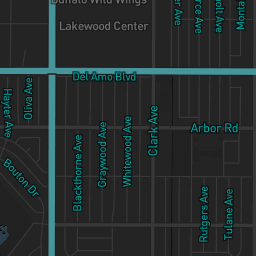 Buffalo Wild Wings
Lakewood Center
Del Amo Blvd
Hayter Ave
Oliva Ave
Clark Ave
Arbor Rd
Blackthorne Ave
Graywood Ave
Whitewood Ave
Bouton Dr
Rutgers Ave
Tulane Ave